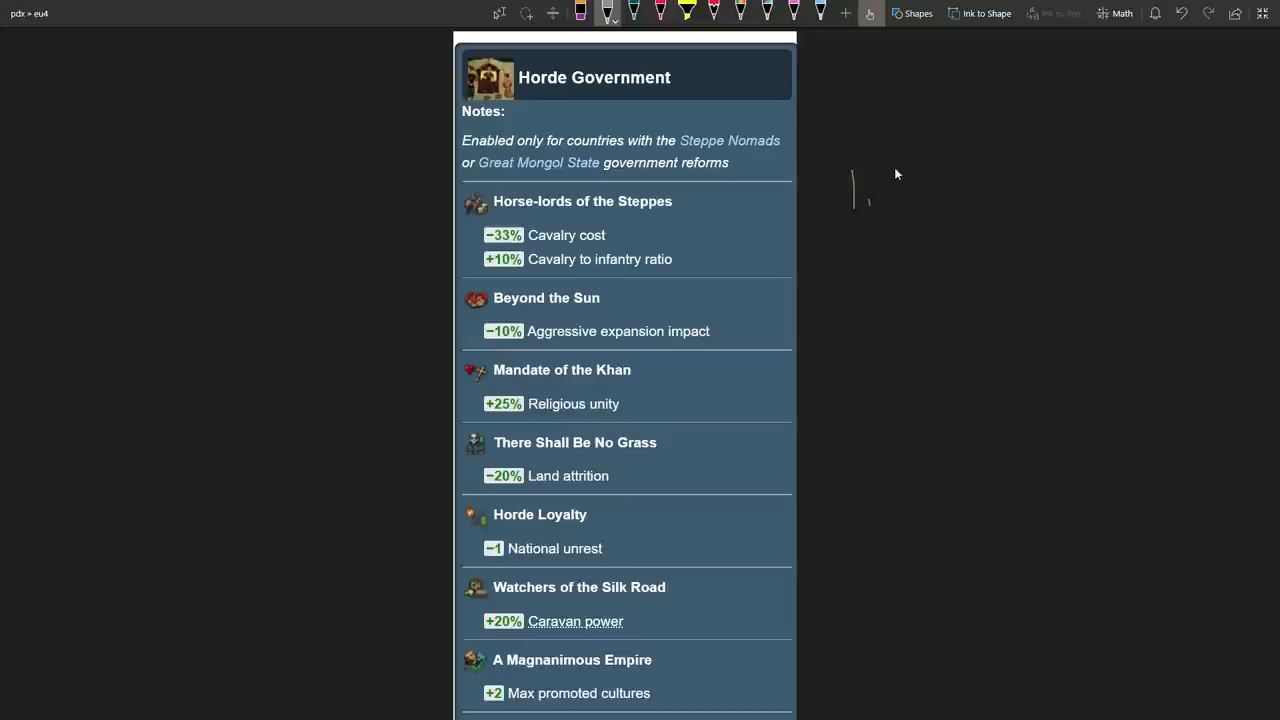 pdx » eu4
Shapes
Ink to Shape
Ink to Text
Math
Horde Government
Notes:
Enabled only for countries with the Steppe Nomads
or Great Mongol State government reforms
Horse-lords of the Steppes
−33% Cavalry cost
+10% Cavalry to infantry ratio
Beyond the Sun
−10% Aggressive expansion impact
Mandate of the Khan
+25% Religious unity
There Shall Be No Grass
−20% Land attrition
Horde Loyalty
−1 National unrest
Watchers of the Silk Road
+20% Caravan power
A Magnanimous Empire
+2 Max promoted cultures